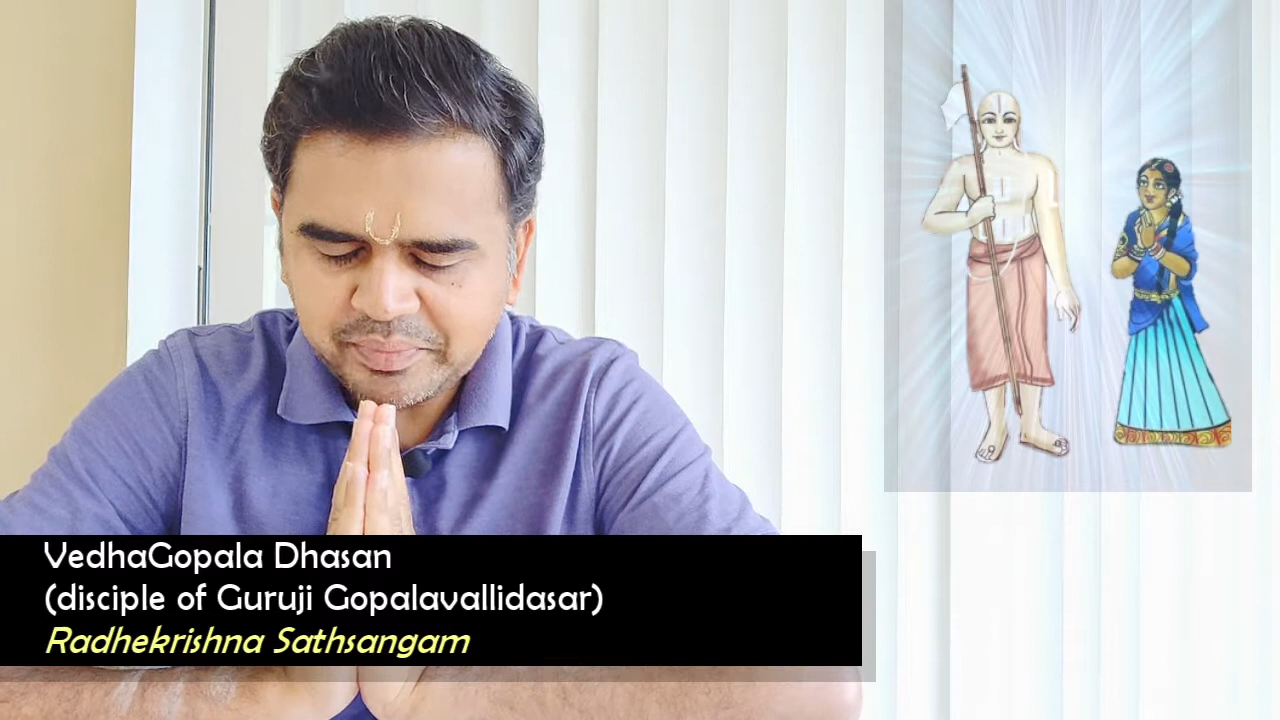 VedhaGopala Dhasan
(disciple of Guruji Gopalavallidasar)
Radhekrishna Sathsangam